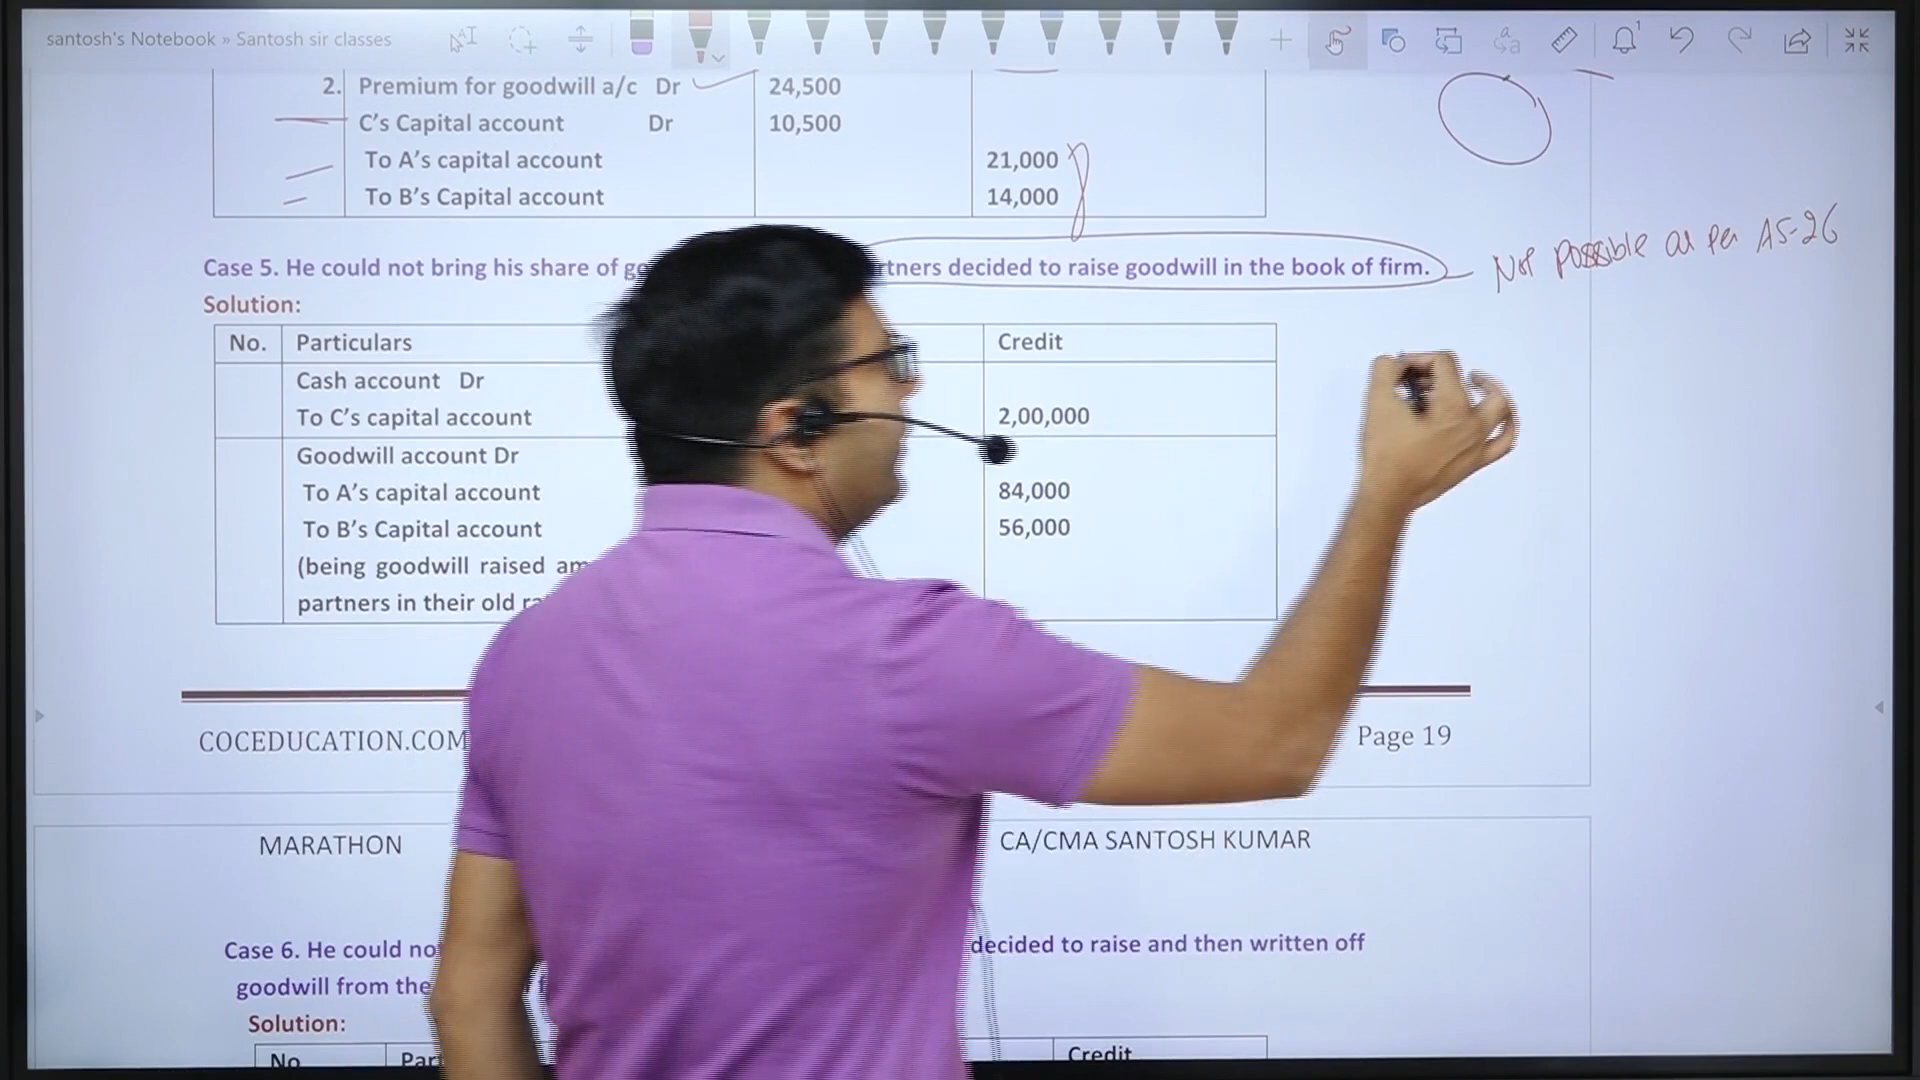 santosh's Notebook » Santosh sir classes
2. Premium for goodwill a/c Dr 24,500
C's Capital account Dr 10,500
To A's capital account 21,000
To B's Capital account 14,000
Case 5. He could not bring his share of rtners decided to raise goodwill in the book of firm. Not possible as per AS-26
Solution:
No. Particulars Credit
Cash account Dr
To C's capital account 2,00,000
Goodwill account Dr
To A's capital account 84,000
To B's Capital account 56,000
(being goodwill raised
partners in their old
COCEDUCATION.COM Page 19
MARATHON CA/CMA SANTOSH KUMAR
Case 6. He could decided to raise and then written off
goodwill from the
Solution:
No Credit